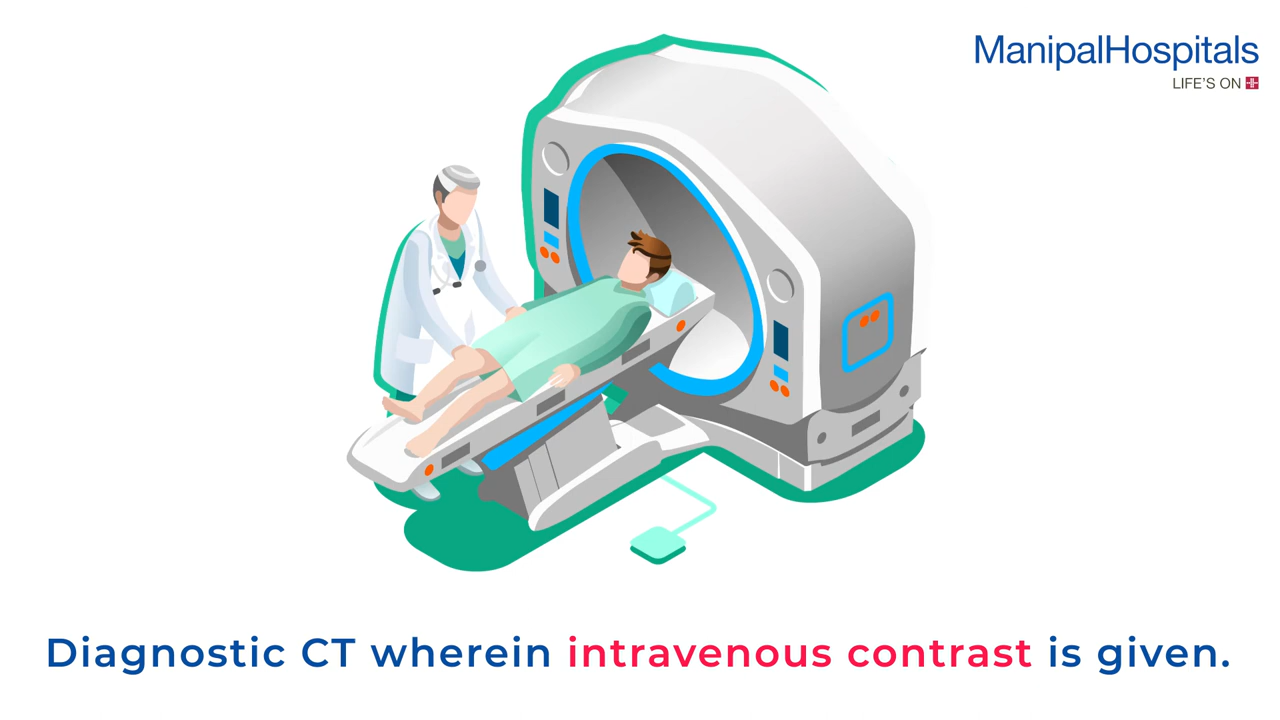 ManipalHospitals
LIFE'S ON
Diagnostic CT wherein intravenous contrast is given.